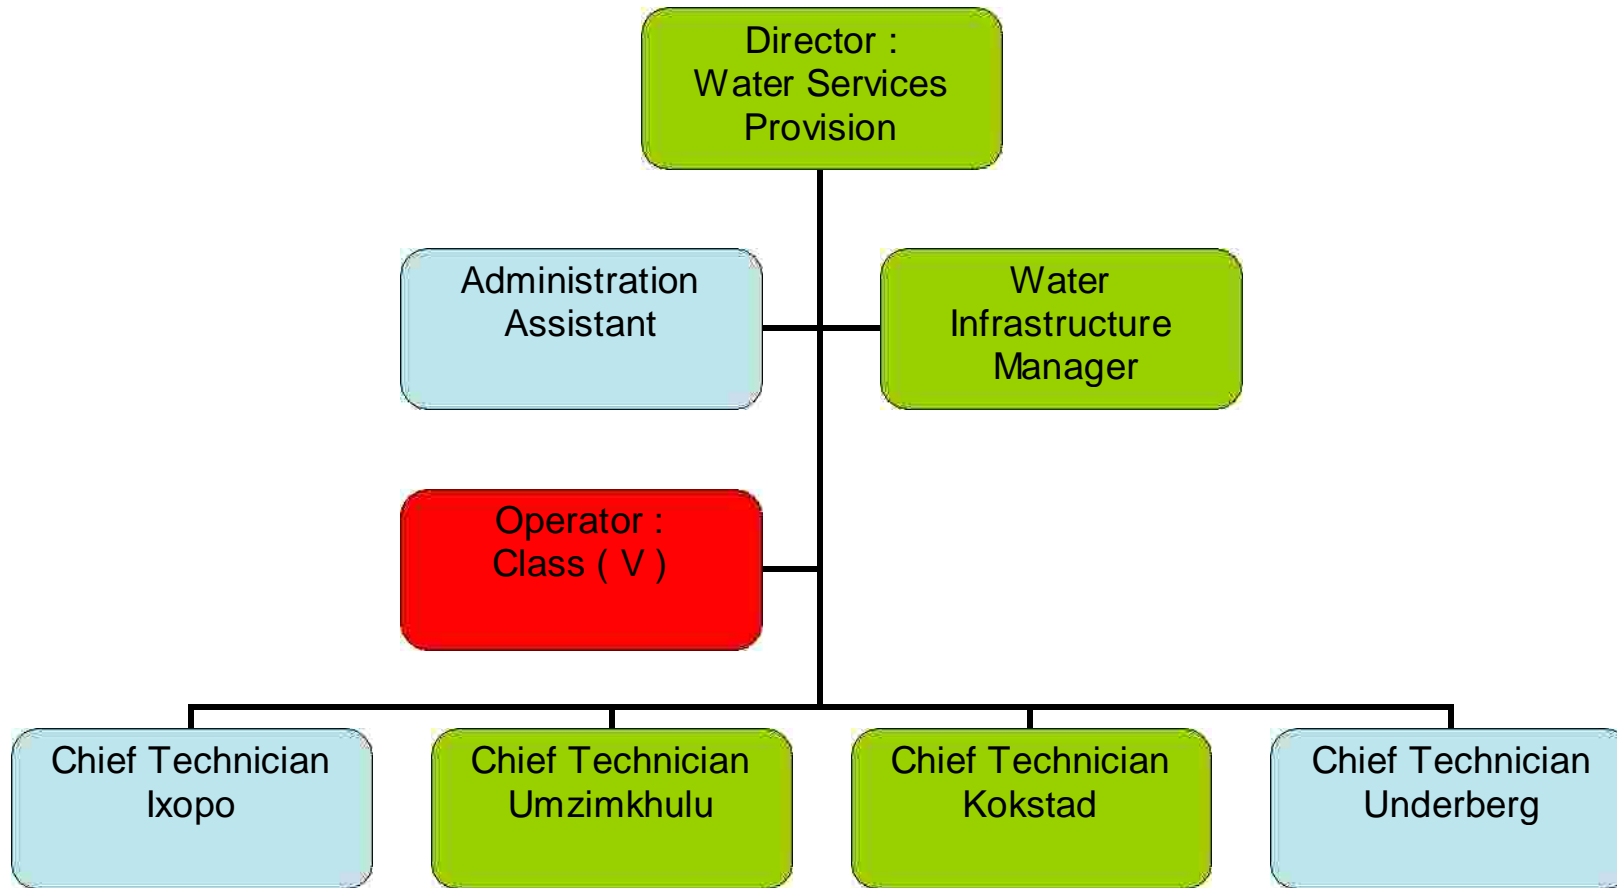 Director :
Water Services
Provision
Administration
Assistant
Water
Infrastructure
Manager
Operator :
Class ( V )
Chief Technician
Ixopo
Chief Technician
Umzimkhulu
Chief Technician
Kokstad
Chief Technician
Underberg